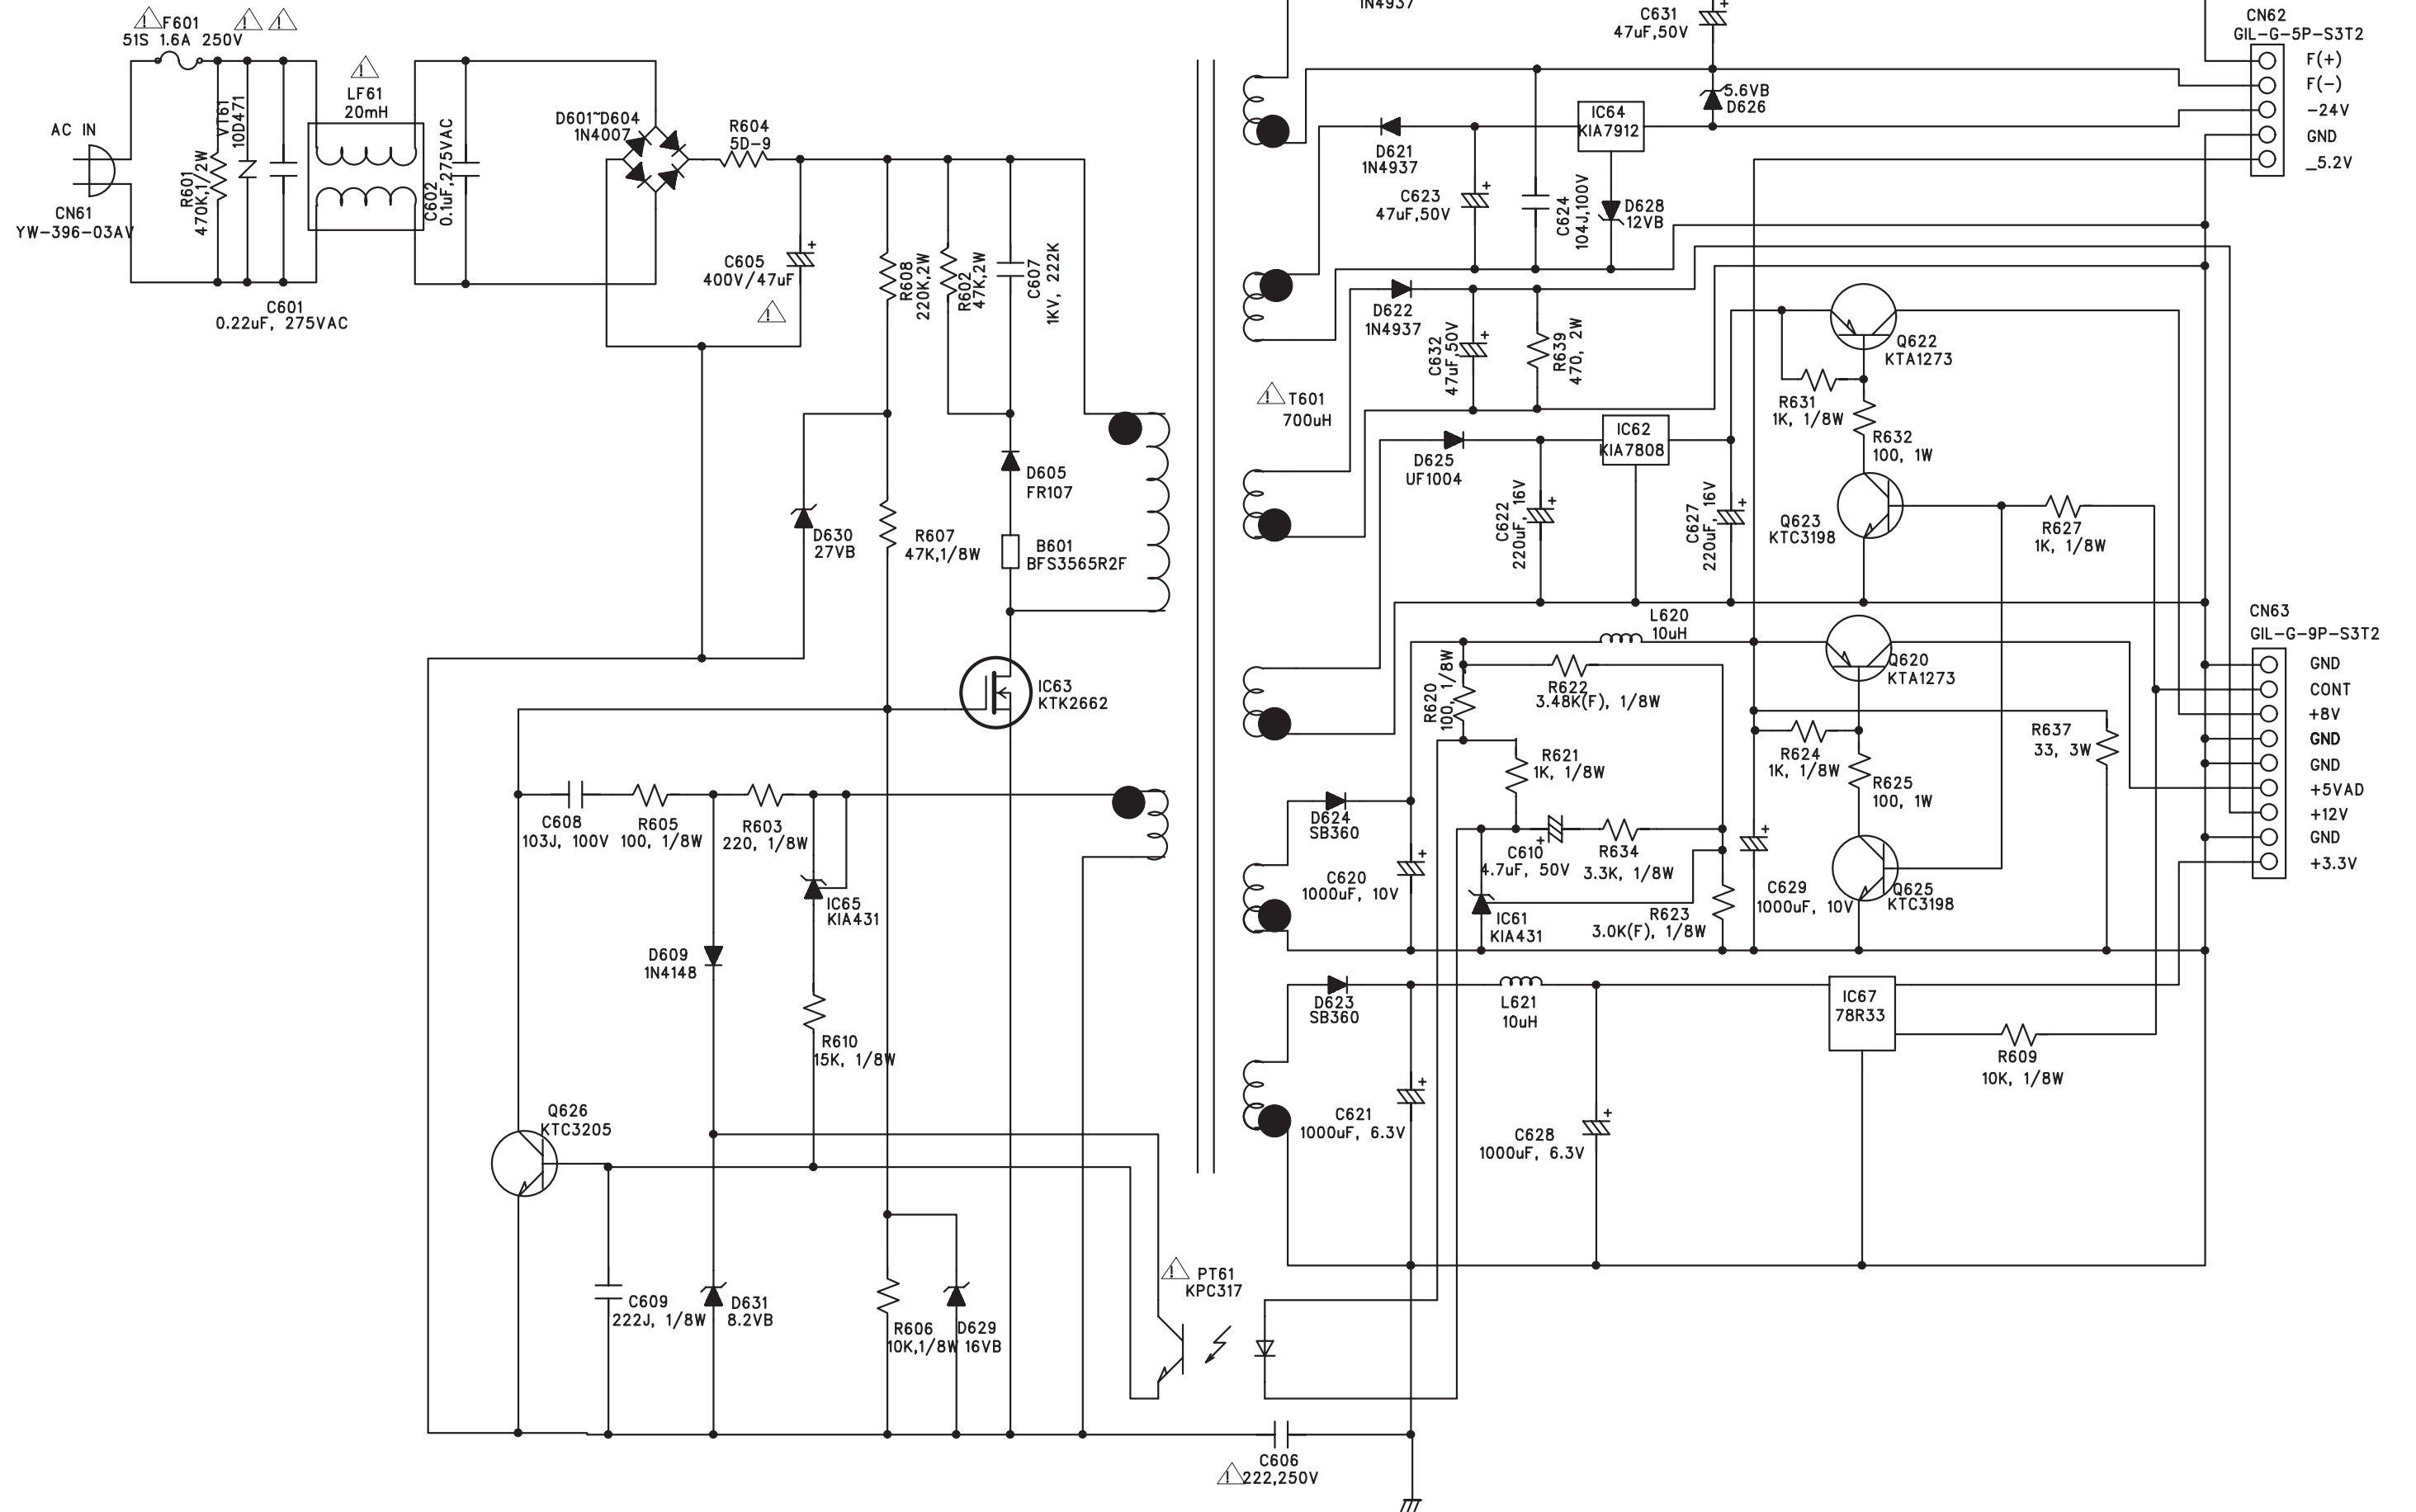 F601
51S 1.6A 250V
AC IN
CN61
YW-396-03AV
R601
470K,1/2W
VT61
10D471
C601
0.22uF, 275VAC
LF61
20mH
C602
0.1uF,275VAC
D601~D604
1N4007
R604
5D-9
C605
400V/47uF
R608
220K,2W
R602
47K,2W
C607
1KV, 222K
D630
27VB
R607
47K,1/8W
D605
FR107
B601
BFS3565R2F
IC63
KTK2662
C608
103J, 100V
R605
100, 1/8W
R603
220, 1/8W
IC65
KIA431
D609
1N4148
R610
15K, 1/8W
Q626
KTC3205
C609
222J, 1/8W
D631
8.2VB
R606
10K,1/8W
D629
16VB
PT61
KPC317
C606
222,250V
T601
700uH
1N4937
C631
47uF,50V
5.6VB
D626
IC64
KIA7912
D621
1N4937
C623
47uF,50V
C624
104J,100V
D628
12VB
D622
1N4937
C632
47uF,50V
R639
470, 2W
D625
UF1004
IC62
KIA7808
C622
220uF, 16V
C627
220uF, 16V
Q622
KTA1273
R631
1K, 1/8W
R632
100, 1W
Q623
KTC3198
R627
1K, 1/8W
L620
10uH
R620
100, 1/8W
R622
3.48K(F), 1/8W
R621
1K, 1/8W
D624
SB360
C620
1000uF, 10V
C610
4.7uF, 50V
R634
3.3K, 1/8W
IC61
KIA431
R623
3.0K(F), 1/8W
C629
1000uF, 10V
Q620
KTA1273
R624
1K, 1/8W
R625
100, 1W
R637
33, 3W
Q625
KTC3198
D623
SB360
L621
10uH
C621
1000uF, 6.3V
C628
1000uF, 6.3V
IC67
78R33
R609
10K, 1/8W
CN62
GIL-G-5P-S3T2
F(+)
F(-)
-24V
GND
_5.2V
CN63
GIL-G-9P-S3T2
GND
CONT
+8V
GND
GND
+5VAD
+12V
GND
+3.3V